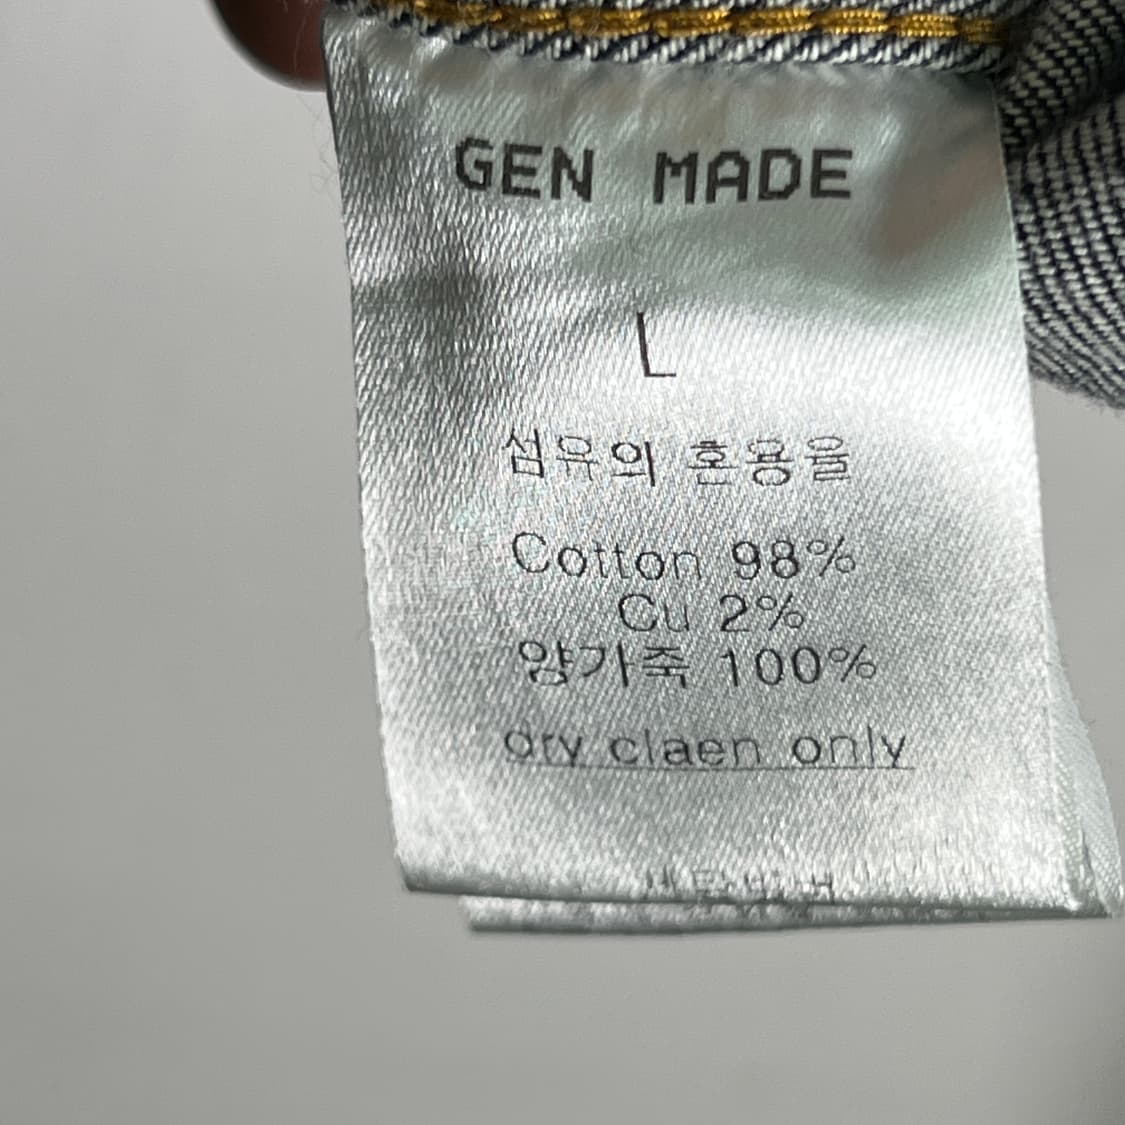 GEN MADE
L
섬유의 혼용율
Cotton 98%
Cu 2%
양가죽 100%
dry claen only